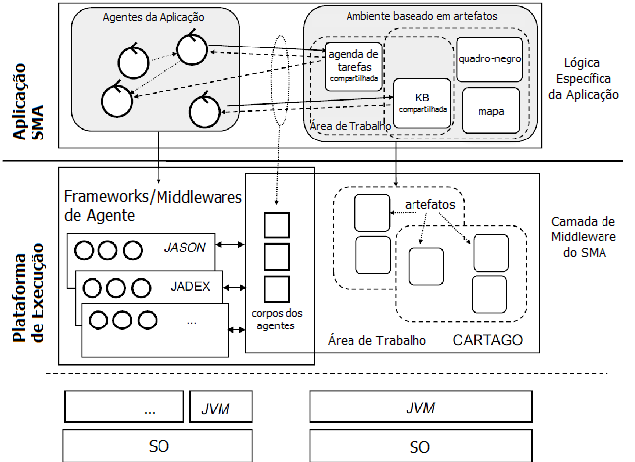 Agentes da Aplicação
Ambiente baseado em artefatos
agenda de
tarefas
compartilhada
quadro-negro
KB
compartilhada
mapa
Área de Trabalho
Lógica
Específica
da Aplicação
Aplicação
SMA
Frameworks/Middlewares
de Agente
JASON
JADEX
...
corpos dos
agentes
artefatos
Área de Trabalho
CARTAGO
Camada de
Middleware
do SMA
Plataforma
de Execução
...
JVM
JVM
SO
SO